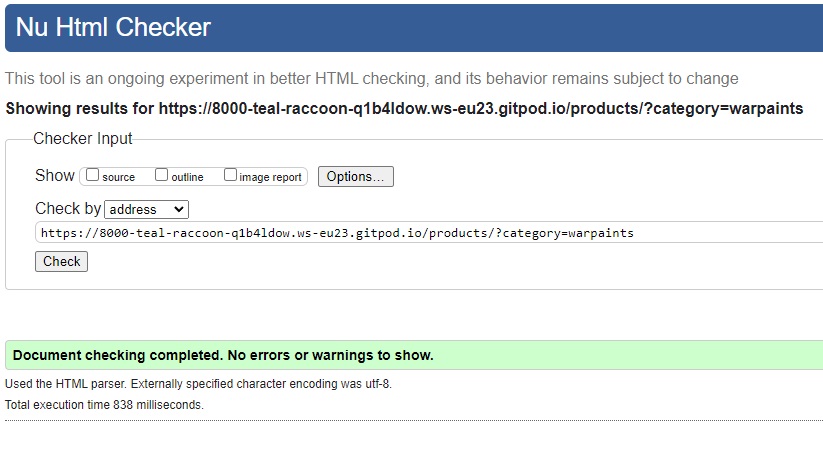 Nu Html Checker
This tool is an ongoing experiment in better HTML checking, and its behavior remains subject to change
Showing results for https://8000-teal-raccoon-q1b4ldow.ws-eu23.gitpod.io/products/?category=warpaints
Checker Input
Show source outline image report Options...
Check by address
https://8000-teal-raccoon-q1b4ldow.ws-eu23.gitpod.io/products/?category=warpaints
Check
Document checking completed. No errors or warnings to show.
Used the HTML parser. Externally specified character encoding was utf-8.
Total execution time 838 milliseconds.